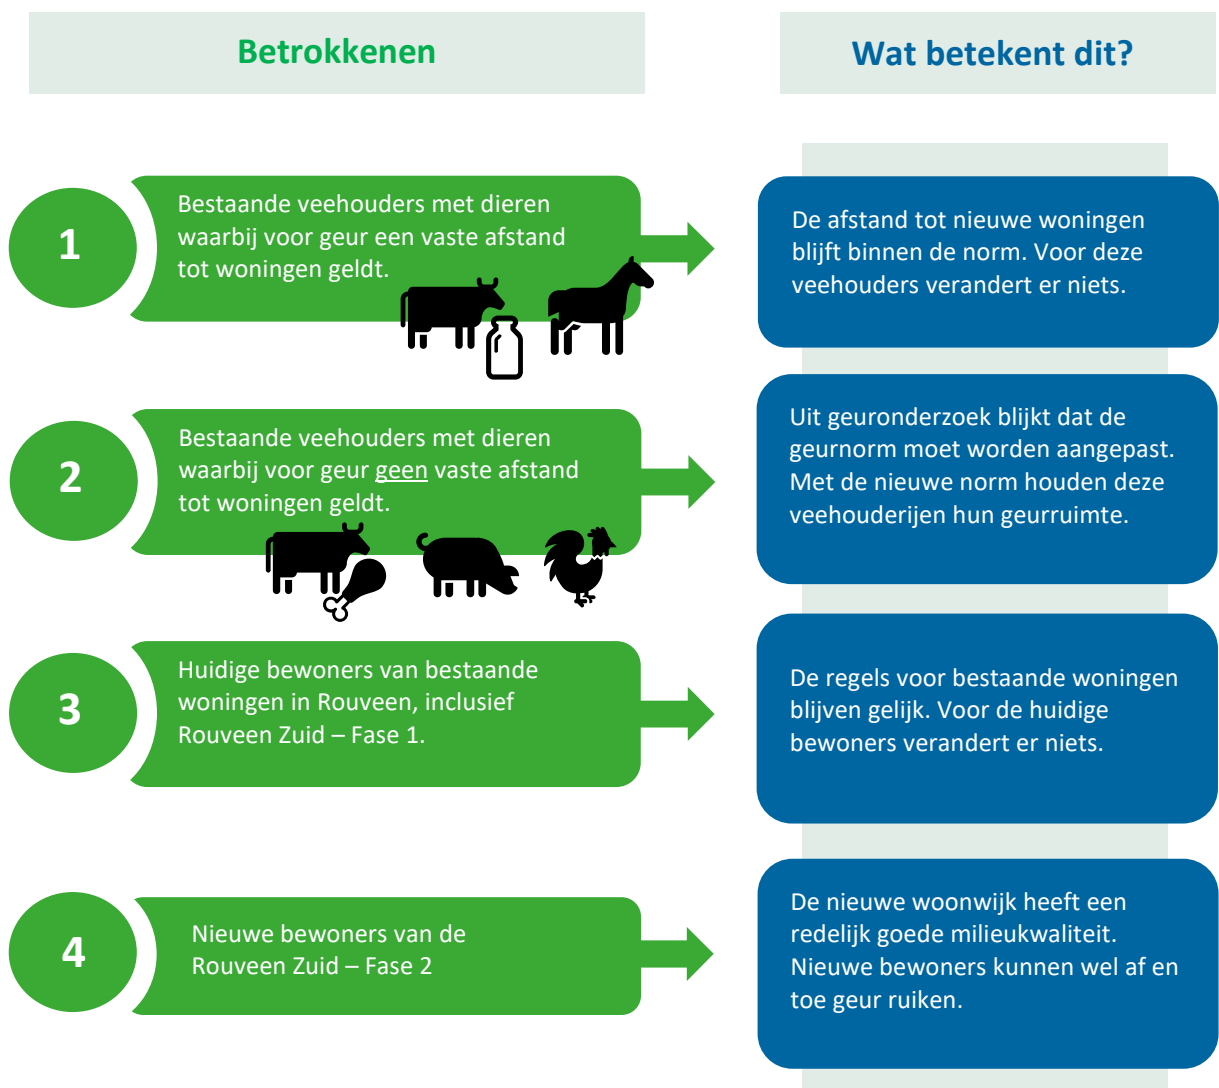 Betrokkenen
Wat betekent dit?
1
Bestaande veehouders met dieren
waarbij voor geur een vaste afstand
tot woningen geldt.
De afstand tot nieuwe woningen
blijft binnen de norm. Voor deze
veehouders verandert er niets.
2
Bestaande veehouders met dieren
waarbij voor geur geen vaste afstand
tot woningen geldt.
Uit geuronderzoek blijkt dat de
geurnorm moet worden aangepast.
Met de nieuwe norm houden deze
veehouderijen hun geurruimte.
3
Huidige bewoners van bestaande
woningen in Rouveen, inclusief
Rouveen Zuid – Fase 1.
De regels voor bestaande woningen
blijven gelijk. Voor de huidige
bewoners verandert er niets.
4
Nieuwe bewoners van de
Rouveen Zuid – Fase 2
De nieuwe woonwijk heeft een
redelijk goede milieukwaliteit.
Nieuwe bewoners kunnen wel af en
toe geur ruiken.